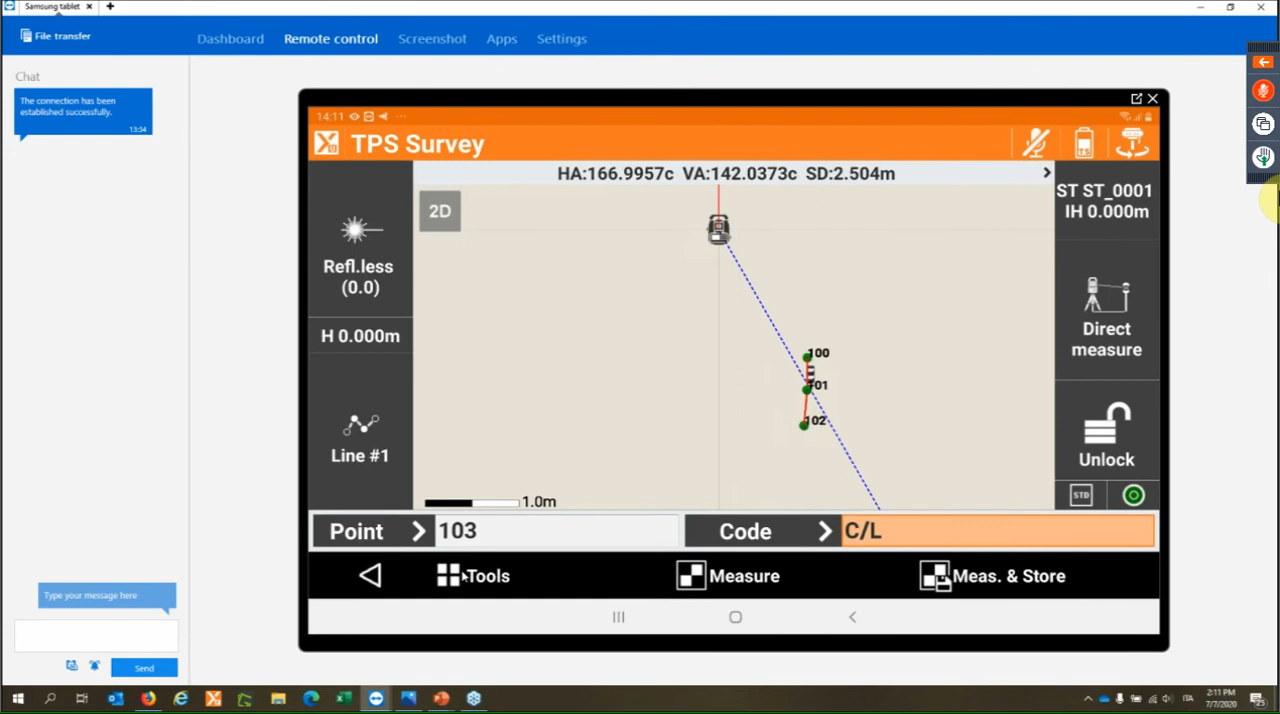 Samsung tablet
File transfer
Dashboard
Remote control
Screenshot
Apps
Settings
Chat
The connection has been
established successfully.
13:34
14:11
TPS Survey
HA:166.9957c VA:142.0373c SD:2.504m
2D
Refl.less
(0.0)
H 0.000m
Line #1
100
101
102
1.0m
ST ST_0001
IH 0.000m
Direct
measure
Unlock
STD
Point
103
Code
C/L
Tools
Measure
Meas. & Store
Type your message here
Send
ITA
2:11 PM
7/7/2020
25